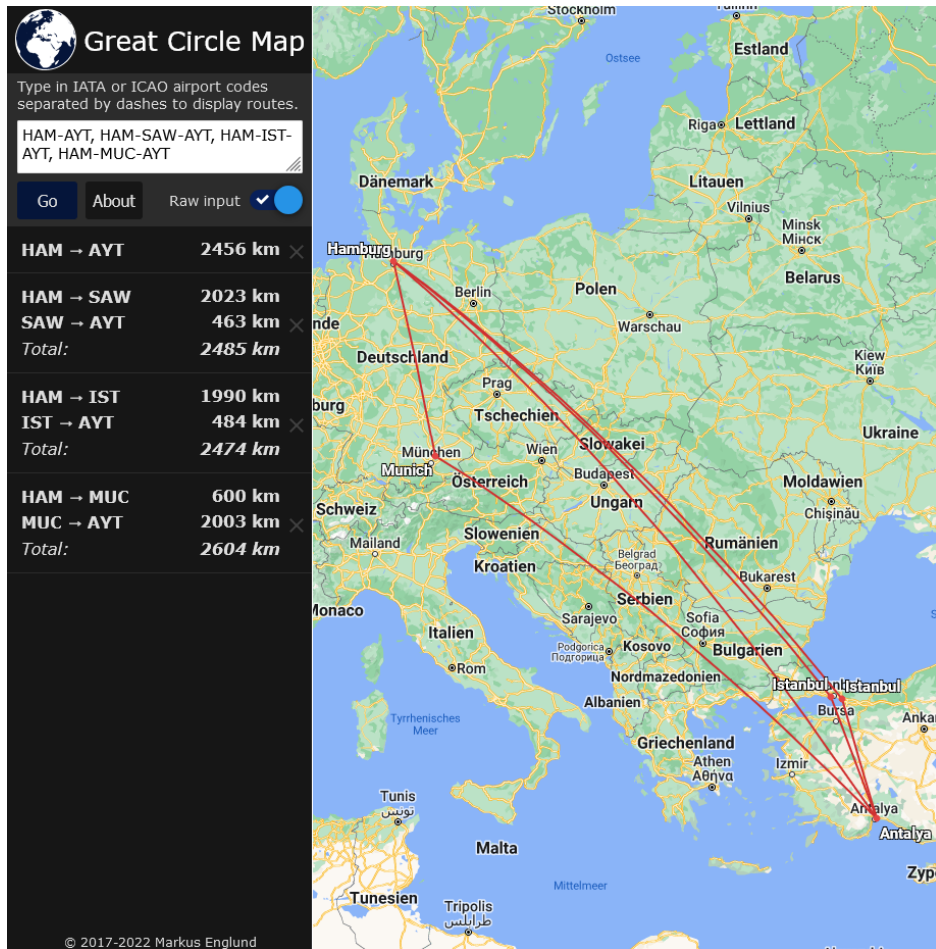 Great Circle Map
Type in IATA or ICAO airport codes
separated by dashes to display routes.
HAM-AYT, HAM-SAW-AYT, HAM-IST-
AYT, HAM-MUC-AYT
Go
About
Raw input
HAM → AYT 2456 km
HAM → SAW 2023 km
SAW → AYT 463 km
Total: 2485 km
HAM → IST 1990 km
IST → AYT 484 km
Total: 2474 km
HAM → MUC 600 km
MUC → AYT 2003 km
Total: 2604 km
© 2017-2022 Markus Englund
Stockholm
Estland
Ostsee
Riga
Lettland
Dänemark
Litauen
Vilnius
Minsk
Мінск
Hamburg
Belarus
Berlin
Polen
Warschau
Deutschland
Kiew
Київ
Prag
Tschechien
Ukraine
Slowakei
München
Wien
Munich
Österreich
Budapest
Moldawien
Ungarn
Chișinău
Schweiz
Slowenien
Mailand
Rumänien
Kroatien
Belgrad
Београд
Bukarest
Serbien
Monaco
Sarajevo
Sofia
София
Italien
Podgorica
Подгорица
Kosovo
Bulgarien
Rom
Nordmazedonien
Istanbul
Istanbul
Albanien
Bursa
Tyrrhenisches
Meer
Griechenland
Izmir
Athen
Αθήνα
Tunis
تونس
Antalya
Antalya
Malta
Mittelmeer
Tunesien
Tripolis
طرابلس